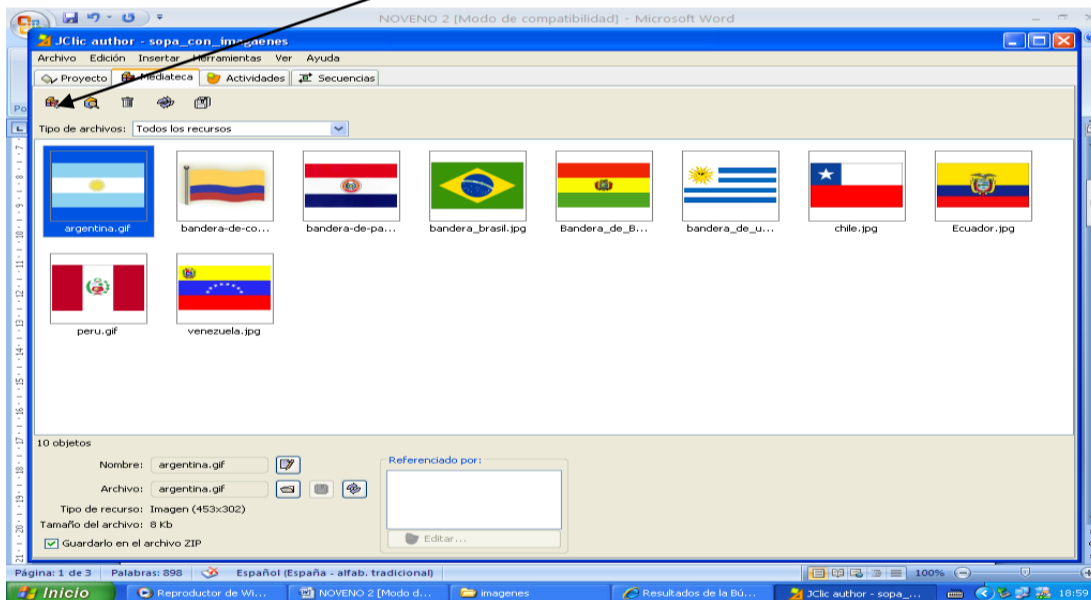 NOVENO 2 [Modo de compatibilidad] - Microsoft Word
JClic author - sopa_con_imagaenes
Archivo Edición Insertar Herramientas Ver Ayuda
Proyecto Mediateca Actividades Secuencias
Po
Tipo de archivos: Todos los recursos
argentina.gif bandera-de-co... bandera-de-pa... bandera_brasil.jpg Bandera_de_B... bandera_de_u... chile.jpg Ecuador.jpg
peru.gif venezuela.jpg
10 objetos
Nombre: argentina.gif
Archivo: argentina.gif
Tipo de recurso: Imagen (453x302)
Tamaño del archivo: 8 Kb
Guardarlo en el archivo ZIP
Referenciado por:
Editar...
Página: 1 de 3 Palabras: 898 Español (España - alfab. tradicional) 100%
Inicio Reproductor de Wi... NOVENO 2 [Modo d... imagenes Resultados de la Bú... JClic author - sopa_... 18:59